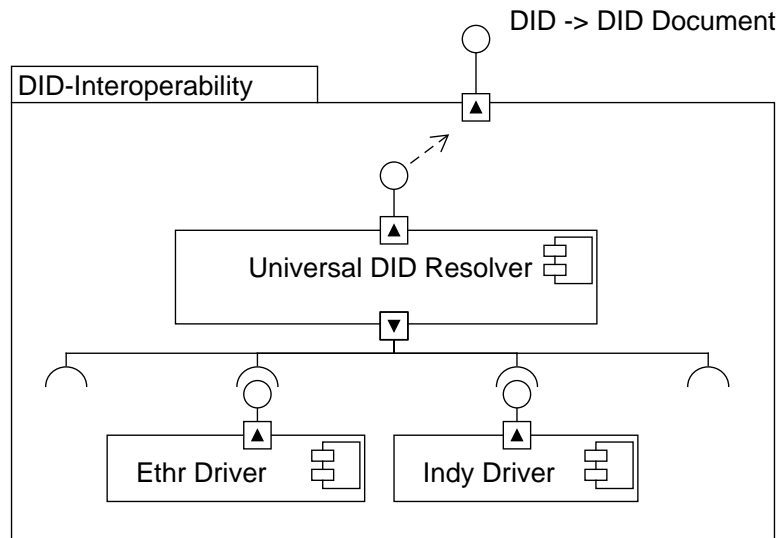 DID -> DID Document
DID-Interoperability
Universal DID Resolver
Ethr Driver
Indy Driver